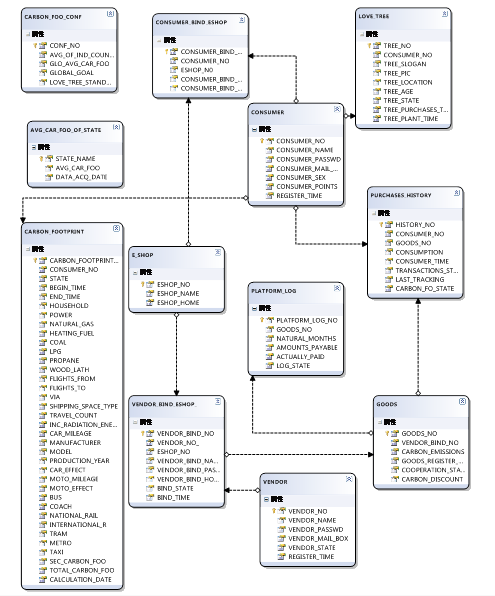 CARBON_FOO_CONF
屬性
CONF_NO
AVG_OF_IND_COUN...
GLO_AVG_CAR_FOO
GLOBAL_GOAL
LOVE_TREE_STAND...
CONSUMER_BIND_ESHOP
屬性
CONSUMER_BIND_...
CONSUMER_NO
ESHOP_NO
CONSUMER_BIND_...
CONSUMER_BIND_...
LOVE_TREE
屬性
TREE_NO
CONSUMER_NO
TREE_SLOGAN
TREE_PIC
TREE_LOCATION
TREE_AGE
TREE_STATE
TREE_PURCHASES_T...
TREE_PLANT_TIME
AVG_CAR_FOO_OF_STATE
屬性
STATE_NAME
AVG_CAR_FOO
DATA_ACQ_DATE
CONSUMER
屬性
CONSUMER_NO
CONSUMER_NAME
CONSUMER_PASSWD
CONSUMER_MAIL_...
CONSUMER_SEX
CONSUMER_POINTS
REGISTER_TIME
PURCHASES_HISTORY
屬性
HISTORY_NO
CONSUMER_NO
GOODS_NO
CONSUMPTION
CONSUMER_TIME
TRANSACTIONS_ST...
LAST_TRACKING
CARBON_FO_STATE
CARBON_FOOTPRINT
屬性
CARBON_FOOTPRINT...
CONSUMER_NO
STATE
BEGIN_TIME
END_TIME
HOUSEHOLD
POWER
NATURAL_GAS
HEATING_FUEL
COAL
LPG
PROPANE
WOOD_LATH
FLIGHTS_FROM
FLIGHTS_TO
VIA
SHIPPING_SPACE_TYPE
TRAVEL_COUNT
INC_RADIATION_ENE...
CAR_MILEAGE
MANUFACTURER
MODEL
PRODUCTION_YEAR
CAR_EFFECT
MOTO_MILEAGE
MOTO_EFFECT
BUS
COACH
NATIONAL_RAIL
INTERNATIONAL_R
TRAM
METRO
TAXI
SEC_CARBON_FOO
TOTAL_CARBON_FOO
CALCULATION_DATE
E_SHOP
屬性
ESHOP_NO
ESHOP_NAME
ESHOP_HOME
PLATFORM_LOG
屬性
PLATFORM_LOG_NO
GOODS_NO
NATURAL_MONTHS
AMOUNTS_PAYABLE
ACTUALLY_PAID
LOG_STATE
VENDOR_BIND_ESHOP
屬性
VENDOR_BIND_NO
VENDOR_NO_
ESHOP_NO
VENDOR_BIND_NA...
VENDOR_BIND_PAS...
VENDOR_BIND_HO...
BIND_STATE
BIND_TIME
GOODS
屬性
GOODS_NO
VENDOR_BIND_NO
CARBON_EMISSIONS
GOODS_REGISTER_...
COOPERATION_STA...
CARBON_DISCOUNT
VENDOR
屬性
VENDOR_NO
VENDOR_NAME
VENDOR_PASSWD
VENDOR_MAIL_BOX
VENDOR_STATE
REGISTER_TIME